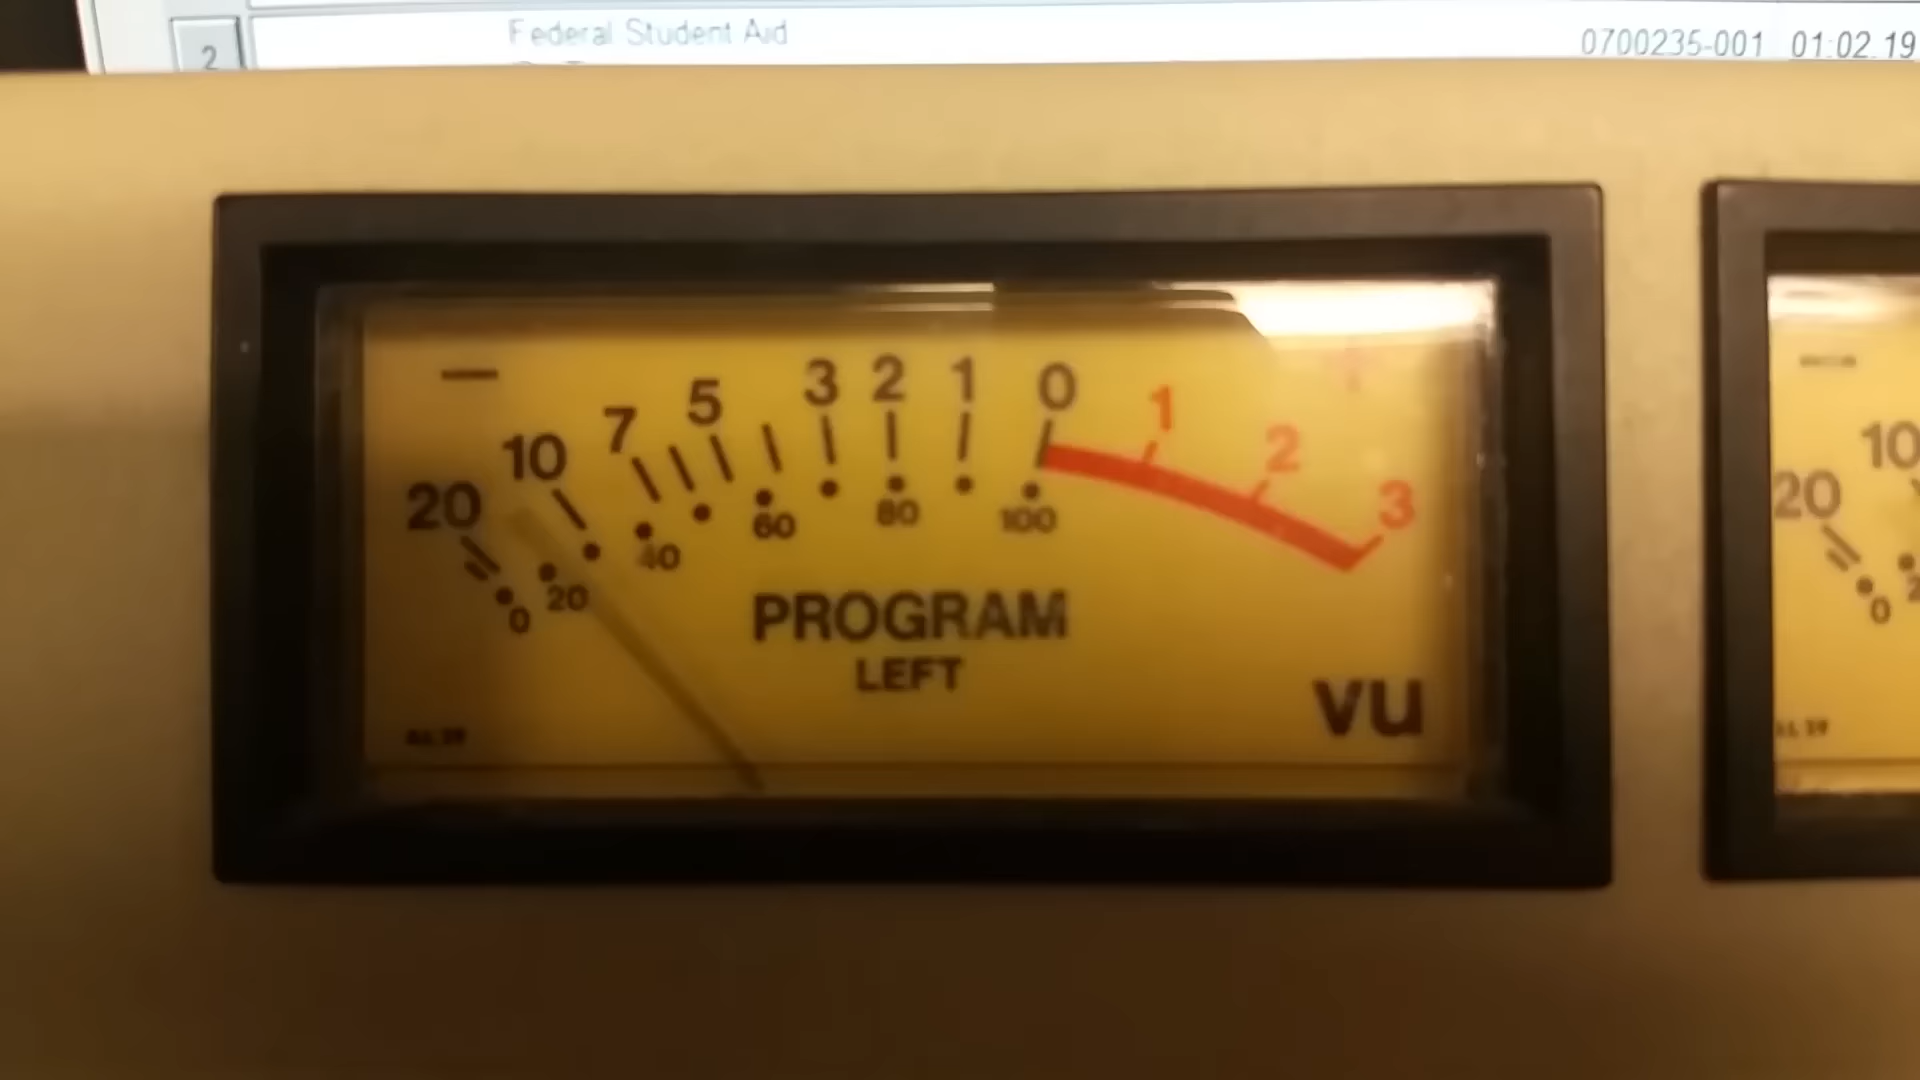 Federal Student Aid
2 0700235-001 01:02.19
3 2 1 0
5 1
7 2
10 3
20
0 20 40 60 80 100
PROGRAM
LEFT
VU
10
20
0